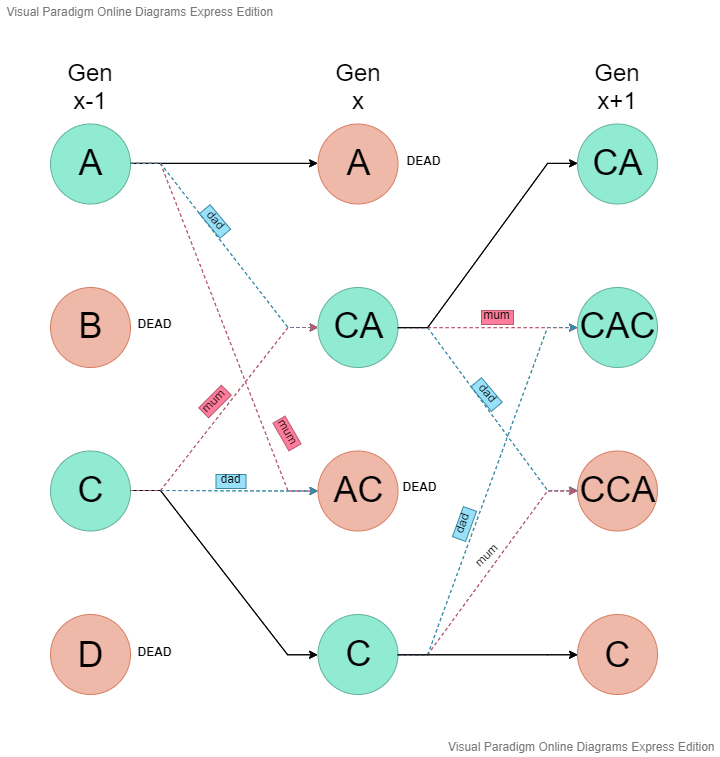 Visual Paradigm Online Diagrams Express Edition
Gen
x-1
Gen
x
Gen
x+1
A
A
DEAD
CA
dad
B
DEAD
CA
mum
CAC
dad
mum
mum
C
dad
AC
DEAD
CCA
dad
mum
D
DEAD
C
C
Visual Paradigm Online Diagrams Express Edition